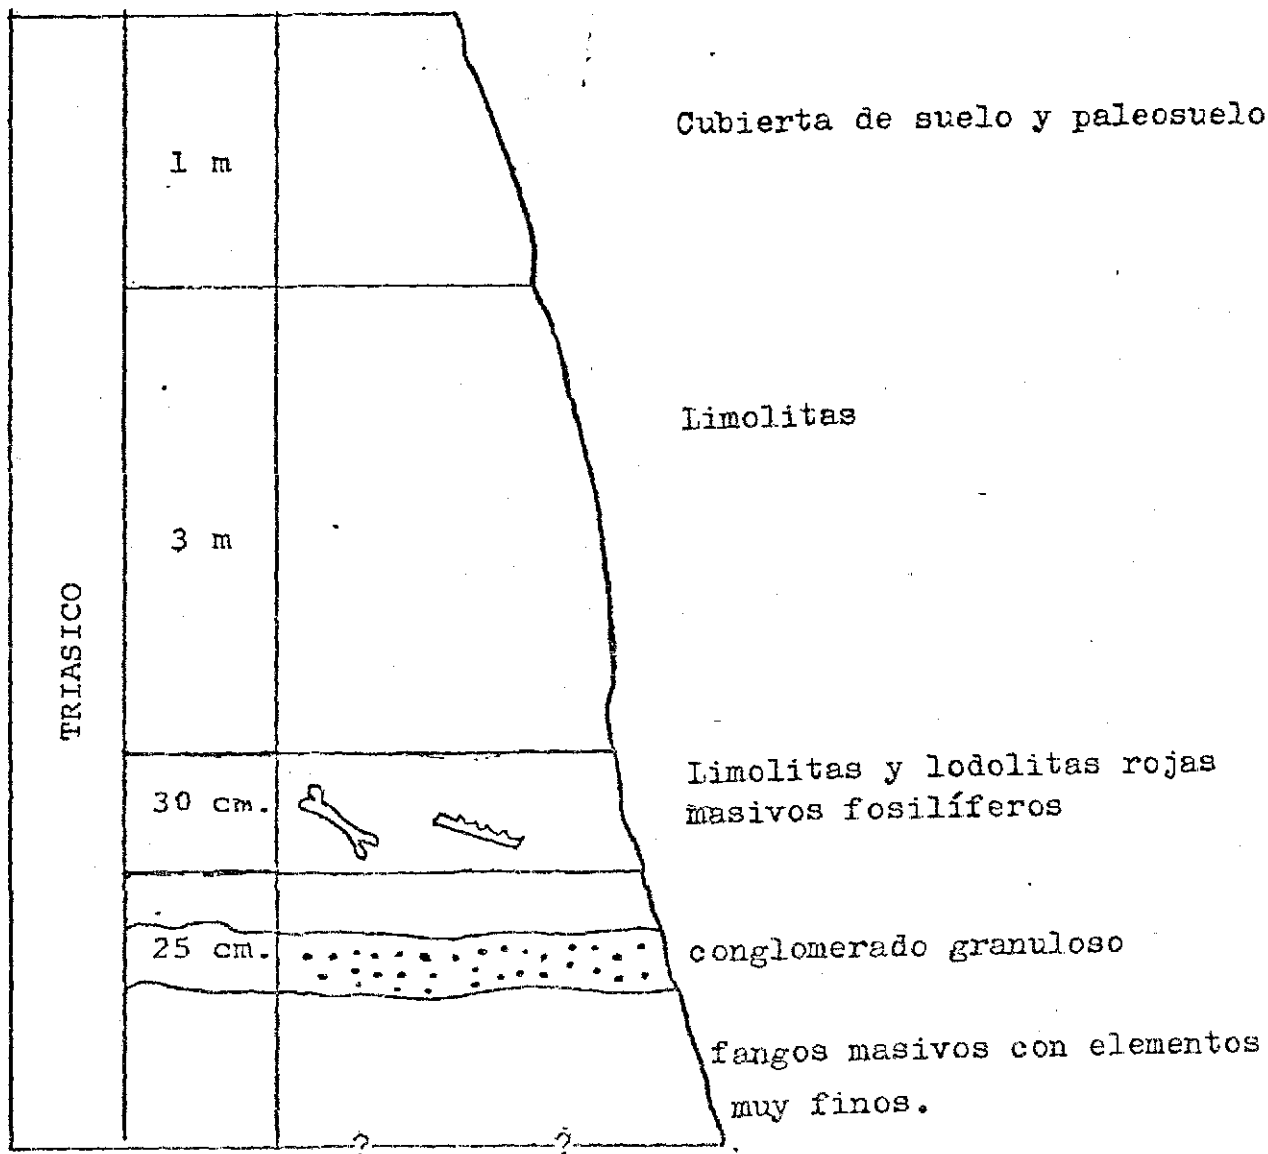 TRIASICO
1 m
Cubierta de suelo y paleosuelo
3 m
Limolitas
30 cm.
Limolitas y lodolitas rojas
masivos fosilíferos
25 cm.
conglomerado granuloso
fangos masivos con elementos
muy finos.
? ?